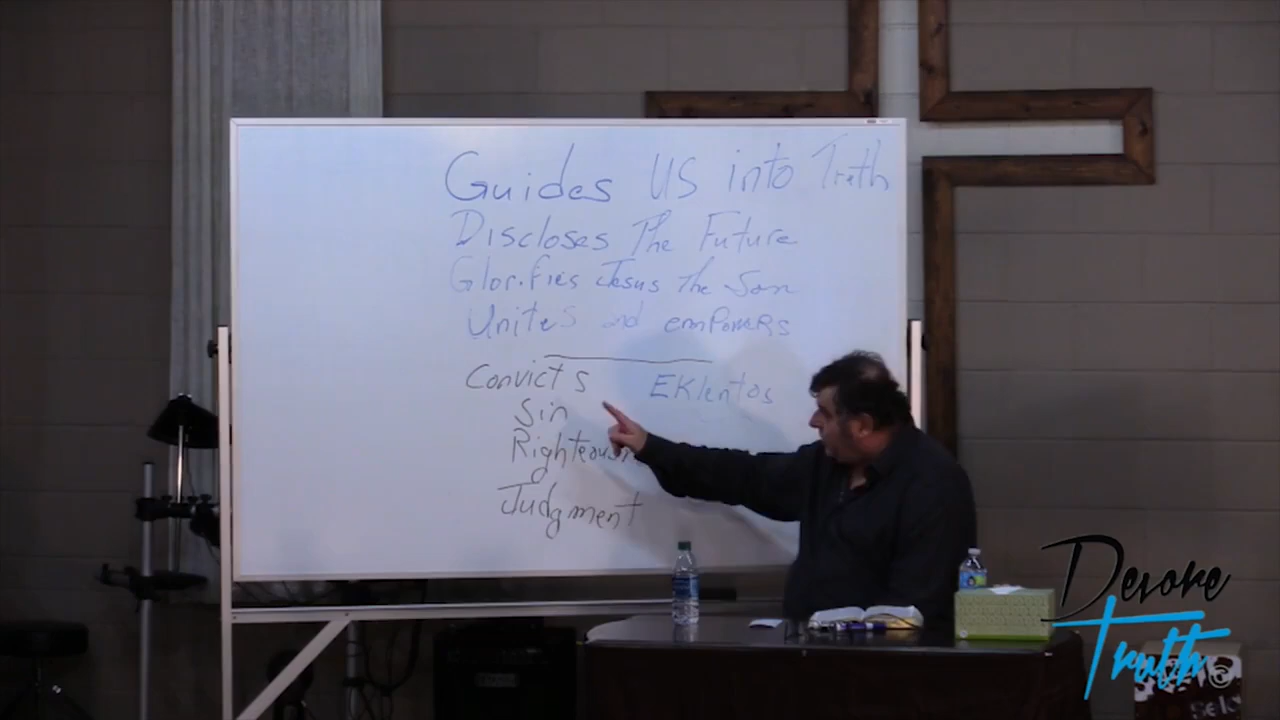 Guides US into Truth
Discloses The Future
Glorifies Jesus The Son
Unites and emPOWERS
Convicts EKlentos
Sin
Righteousn
Judgment
Devore
Truth